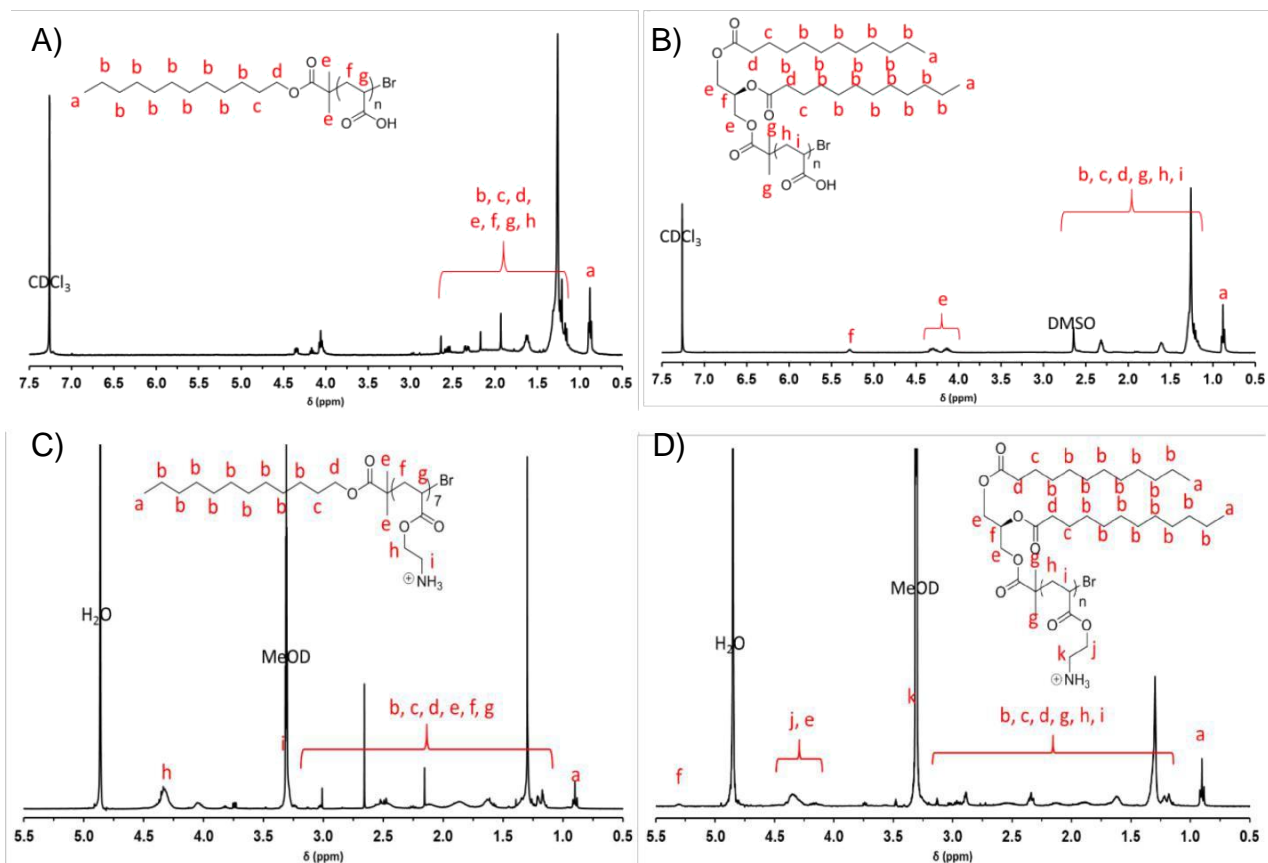 A)
O e f Br
b b b b b d O g
a b b b b c n
e O OH
b, c, d,
e, f, g, h
a
CDCl₃
7.5 7.0 6.5 6.0 5.5 5.0 4.5 4.0 3.5 3.0 2.5 2.0 1.5 1.0 0.5
δ (ppm)
B)
O c b b b b
O d b b b b a
e O d b b b b
f O c b b b b a
e O O
g h i Br
O n
g O OH
b, c, d, g, h, i
CDCl₃
a
e
DMSO
f
7.5 7.0 6.5 6.0 5.5 5.0 4.5 4.0 3.5 3.0 2.5 2.0 1.5 1.0 0.5
δ (ppm)
C)
O e f Br
b b b b b d O g
a b b b b c 7
e O O
h i
⊕NH₃
H₂O
MeOD
b, c, d, e, f, g
i
h
a
5.5 5.0 4.5 4.0 3.5 3.0 2.5 2.0 1.5 1.0 0.5
δ (ppm)
D)
O c b b b b
O d b b b b a
e O d b b b b
f O c b b b b a
e O O
g h i Br
O n
g O O
k j
⊕NH₃
MeOD
H₂O
k
j, e
b, c, d, g, h, i
a
f
5.5 5.0 4.5 4.0 3.5 3.0 2.5 2.0 1.5 1.0 0.5
δ (ppm)